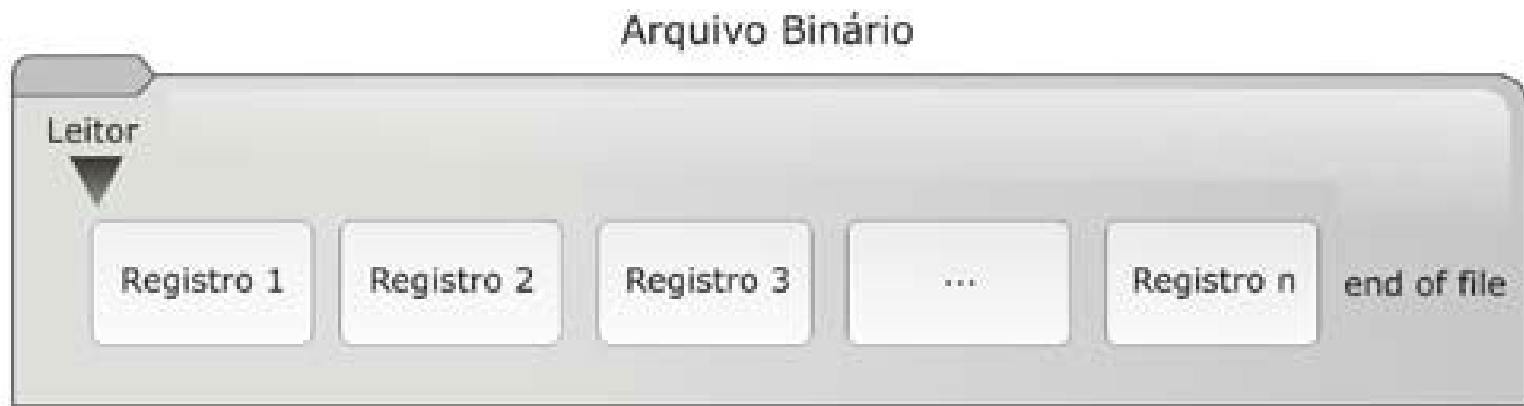 Arquivo Binário
Leitor
Registro 1 Registro 2 Registro 3 ... Registro n end of file